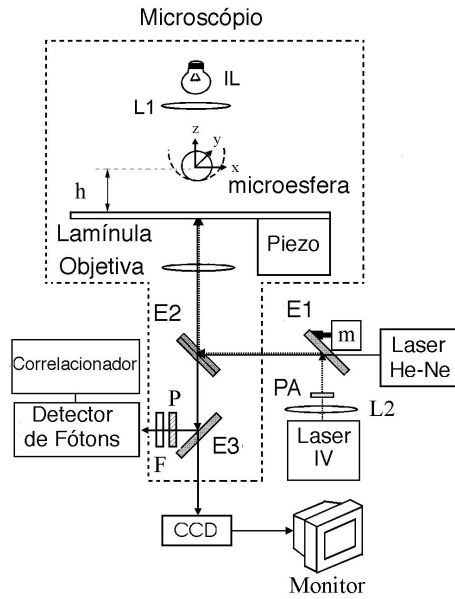 Microscópio
IL
L1
z
y
x
h
microesfera
Lamínula
Piezo
Objetiva
E2
E1
m
Laser
He-Ne
PA
L2
Laser
IV
Correlacionador
Detector
de Fótons
P
F
E3
CCD
Monitor